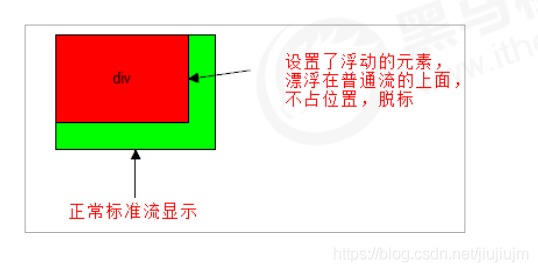 div
设置了浮动的元素，
漂浮在普通流的上面，
不占位置，脱标
正常标准流显示
https://blog.csdn.net/jiujiujm